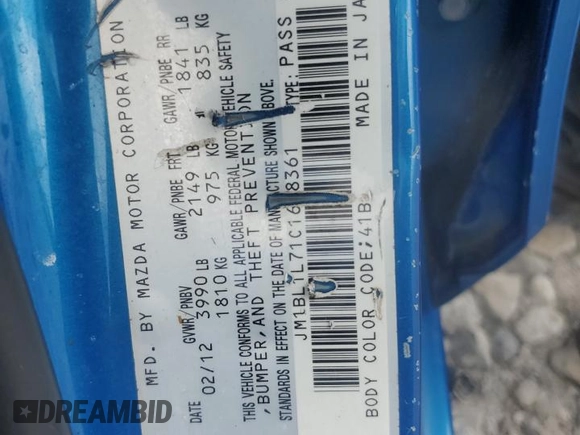 MFD. BY MAZDA MOTOR CORPORATION
GVWR/PNBV GAWR/PNBE FRT GAWR/PNBE RR
DATE 02/12 3990 LB 2149 LB 1841 LB
1810 KG 975 KG 835 KG
THIS VEHICLE CONFORMS TO ALL APPLICABLE FEDERAL MOTOR VEHICLE SAFETY
,BUMPER,AND THEFT PREVENTION
STANDARDS IN EFFECT ON THE DATE OF MANUFACTURE SHOWN ABOVE.
TYPE: PASS
BODY COLOR CODE:41B
MADE IN JA
DREAMBID